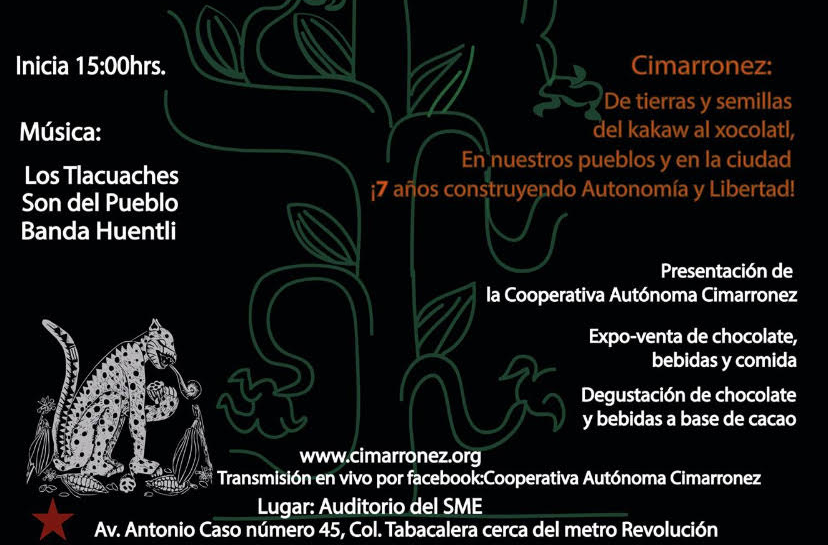 Inicia 15:00hrs.
Música:
Los Tlacuaches
Son del Pueblo
Banda Huentli
Cimarronez:
De tierras y semillas
del kakaw al xocolatl,
En nuestros pueblos y en la ciudad
¡7 años construyendo Autonomía y Libertad!
Presentación de
la Cooperativa Autónoma Cimarronez
Expo-venta de chocolate,
bebidas y comida
Degustación de chocolate
y bebidas a base de cacao
www.cimarronez.org
Transmisión en vivo por facebook:Cooperativa Autónoma Cimarronez
Lugar: Auditorio del SME
Av. Antonio Caso número 45, Col. Tabacalera cerca del metro Revolución